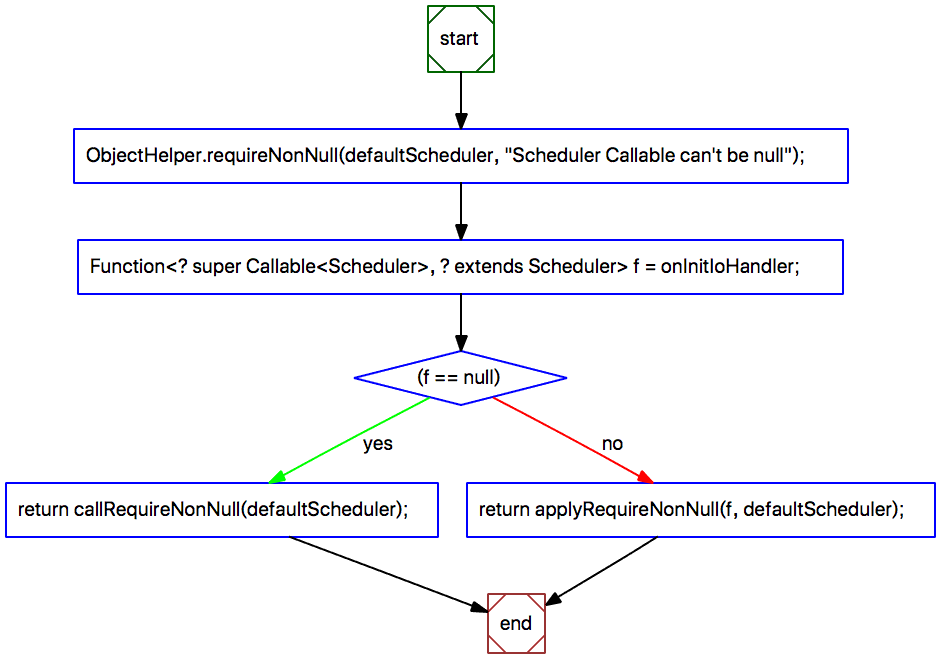 start
ObjectHelper.requireNonNull(defaultScheduler, "Scheduler Callable can't be null");
Function<? super Callable<Scheduler>, ? extends Scheduler> f = onInitIoHandler;
(f == null)
yes
no
return callRequireNonNull(defaultScheduler);
return applyRequireNonNull(f, defaultScheduler);
end